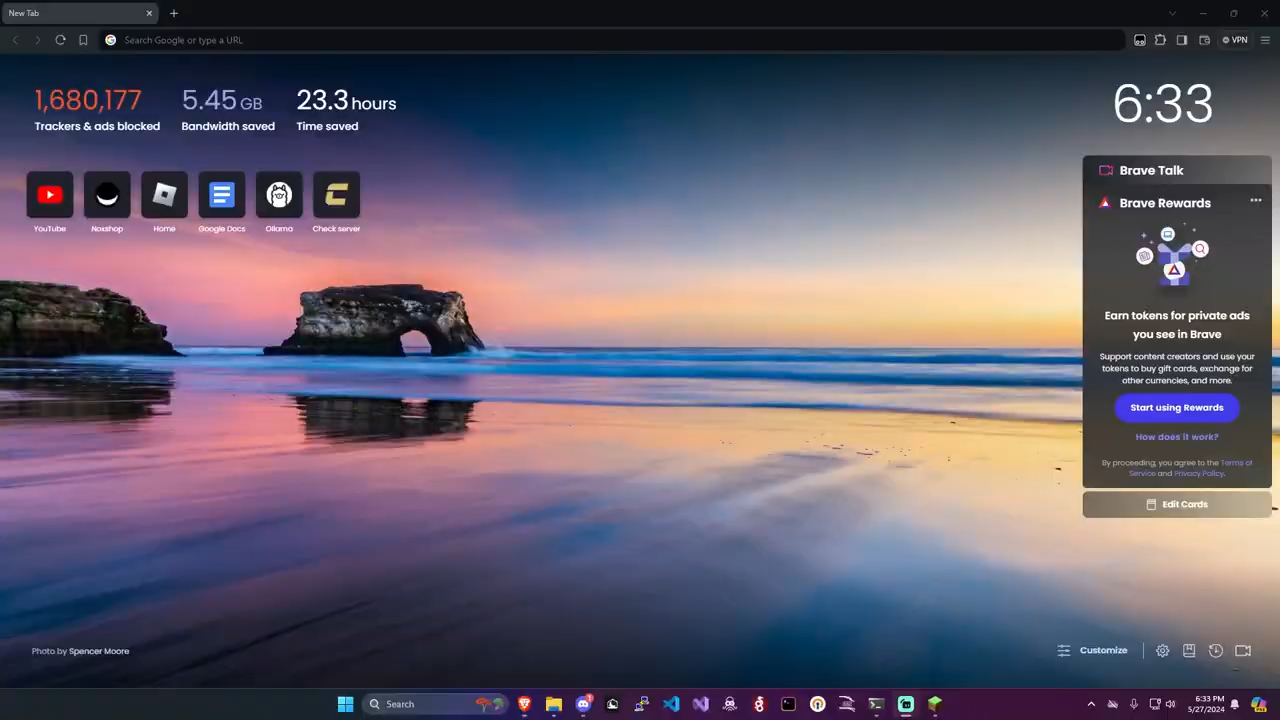 New Tab
Search Google or type a URL
VPN
1,680,177
Trackers & ads blocked
5.45 GB
Bandwidth saved
23.3 hours
Time saved
6:33
YouTube
Noxshop
Home
Google Docs
Ollama
Check server
Brave Talk
Brave Rewards
Earn tokens for private ads
you see in Brave
Support content creators and use your
tokens to buy gift cards, exchange for
other currencies, and more.
Start using Rewards
How does it work?
By proceeding, you agree to the Terms of
Service and Privacy Policy.
Edit Cards
Photo by Spencer Moore
Customize
Search
1
6:33 PM
5/27/2024